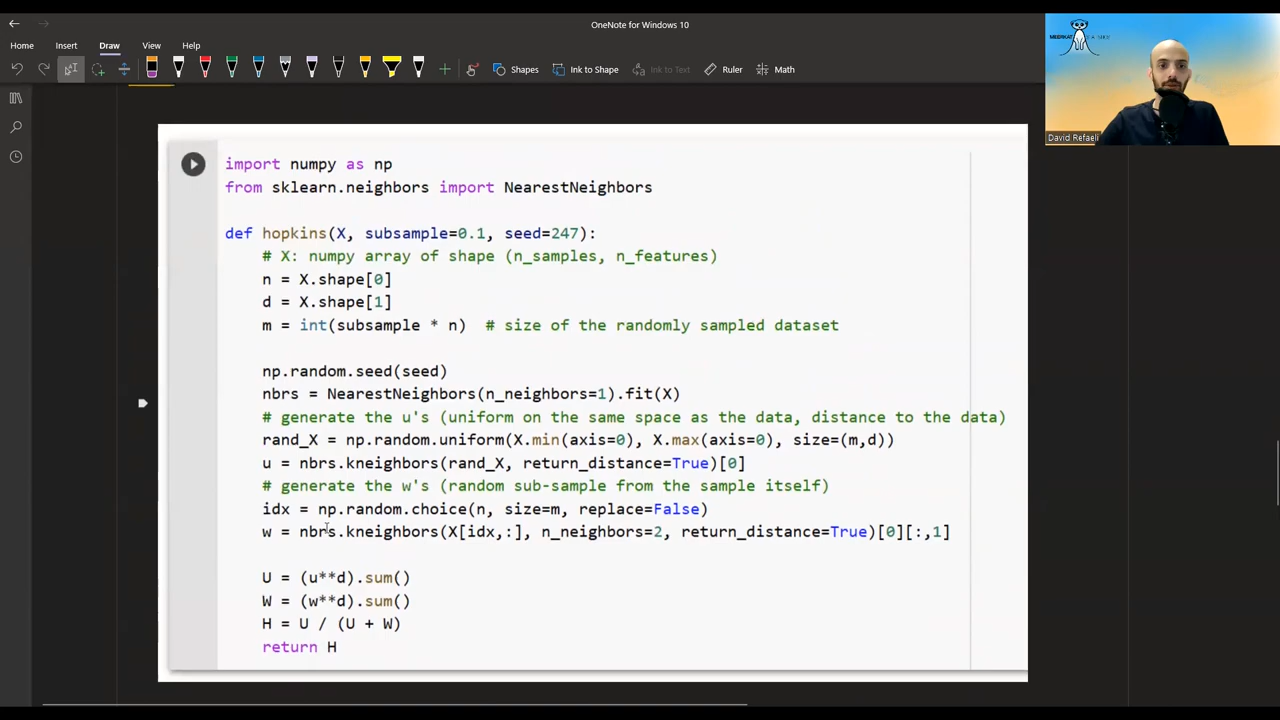 OneNote for Windows 10
Home Insert Draw View Help
Shapes Ink to Shape Ink to Text Ruler Math
MEERKAT
David Refaeli
import numpy as np
from sklearn.neighbors import NearestNeighbors
def hopkins(X, subsample=0.1, seed=247):
# X: numpy array of shape (n_samples, n_features)
n = X.shape[0]
d = X.shape[1]
m = int(subsample * n) # size of the randomly sampled dataset
np.random.seed(seed)
nbrs = NearestNeighbors(n_neighbors=1).fit(X)
# generate the u's (uniform on the same space as the data, distance to the data)
rand_X = np.random.uniform(X.min(axis=0), X.max(axis=0), size=(m,d))
u = nbrs.kneighbors(rand_X, return_distance=True)[0]
# generate the w's (random sub-sample from the sample itself)
idx = np.random.choice(n, size=m, replace=False)
w = nbrs.kneighbors(X[idx,:], n_neighbors=2, return_distance=True)[0][:,1]
U = (u**d).sum()
W = (w**d).sum()
H = U / (U + W)
return H